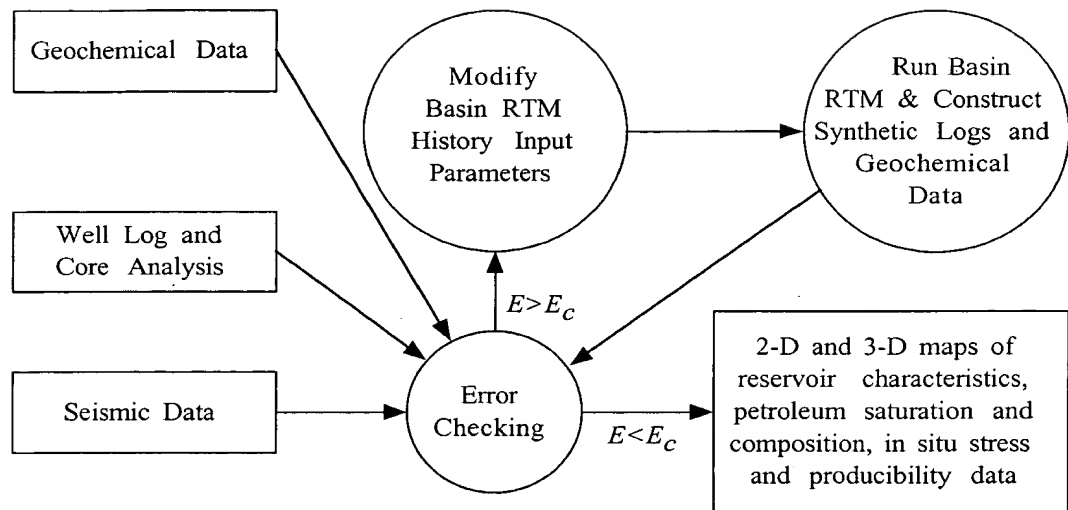 Geochemical Data
Well Log and
Core Analysis
Seismic Data
Modify
Basin RTM
History Input
Parameters
Run Basin
RTM & Construct
Synthetic Logs and
Geochemical
Data
E>Ec
Error
Checking
E<Ec
2-D and 3-D maps of
reservoir characteristics,
petroleum saturation and
composition, in situ stress
and producibility data